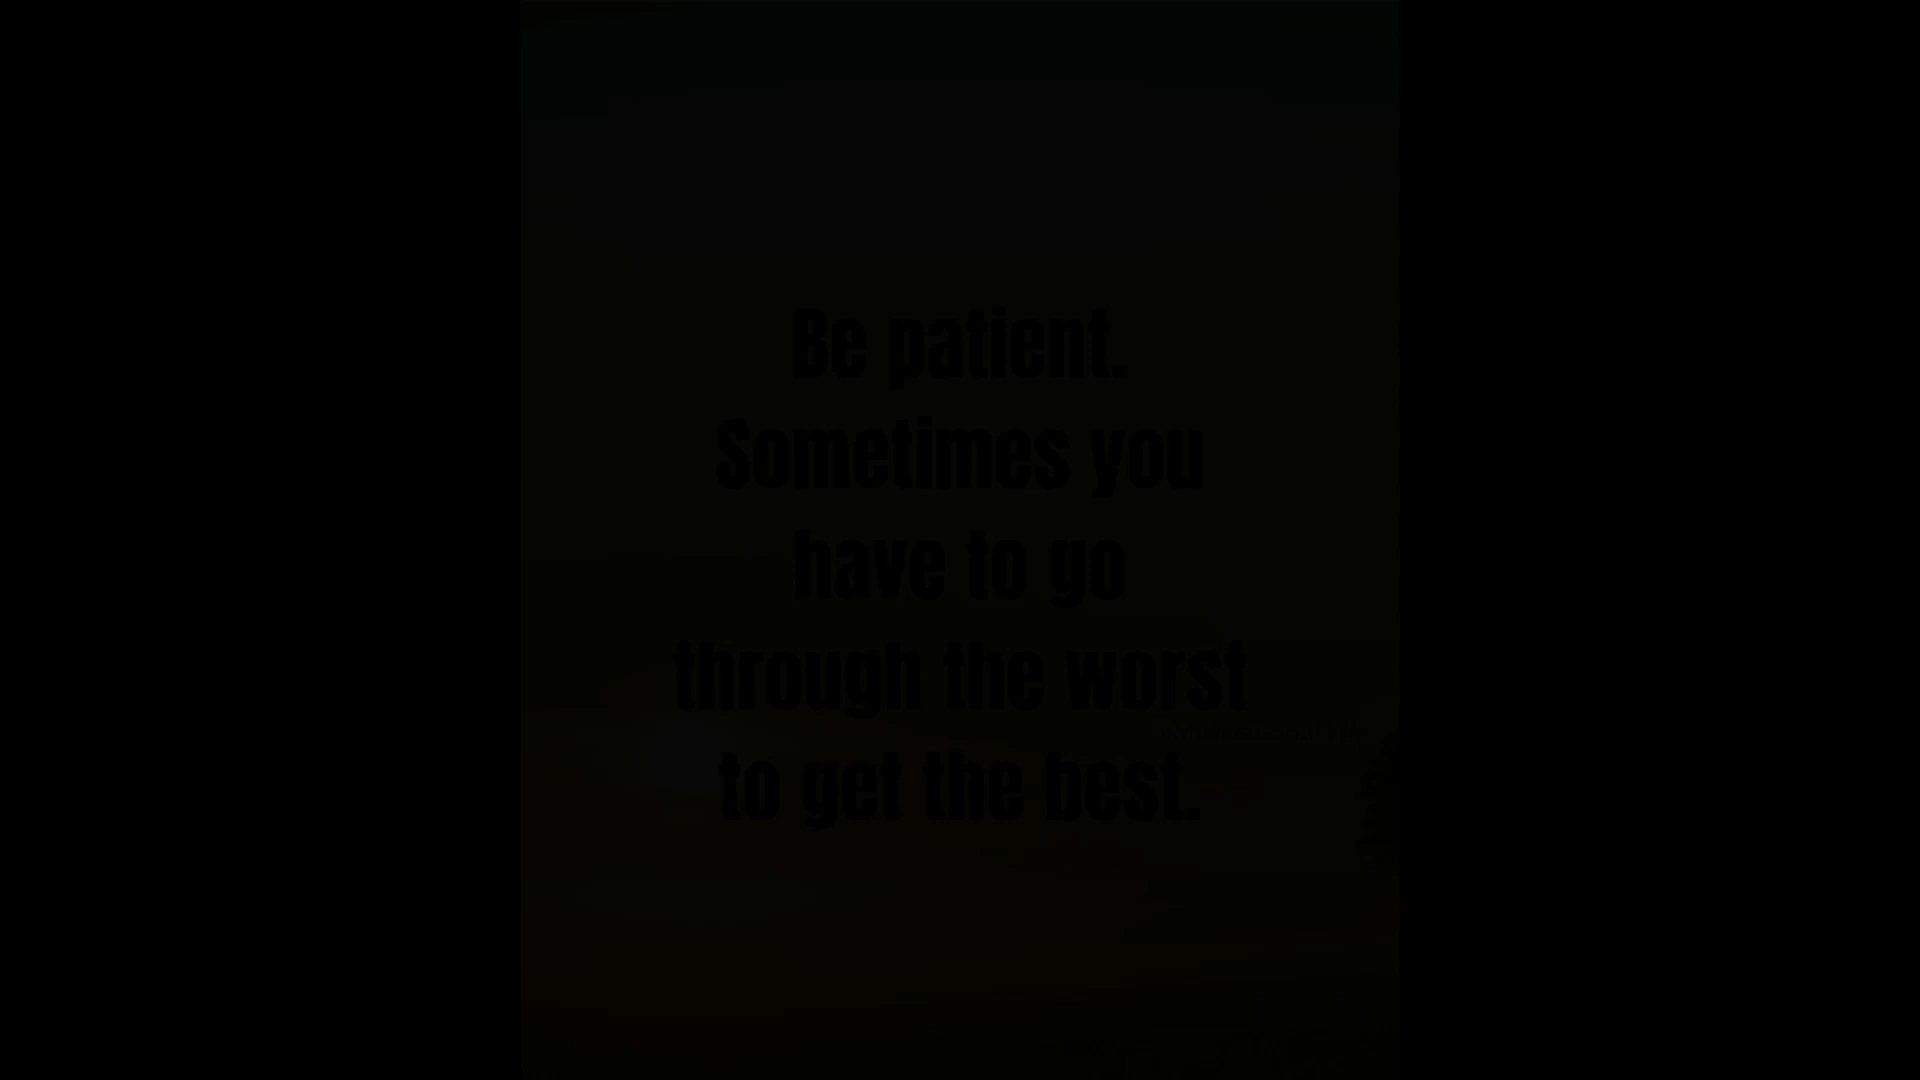 Be patient.
Sometimes you
have to go
through the worst
to get the best.